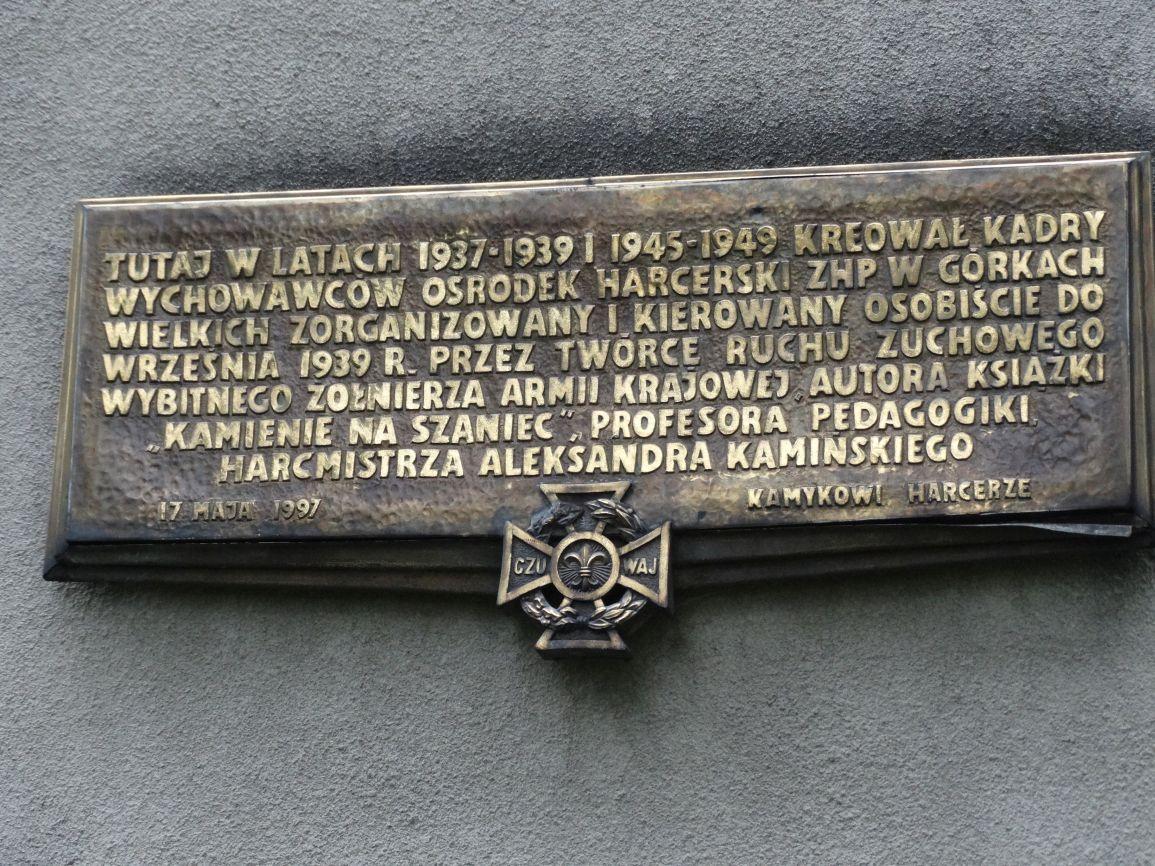 TUTAJ W LATACH 1937-1939 I 1945-1949 KREOWAŁ KADRY
WYCHOWAWCÓW OŚRODEK HARCERSKI ZHP W GÓRKACH
WIELKICH ZORGANIZOWANY I KIEROWANY OSOBIŚCIE DO
WRZEŚNIA 1939 R. PRZEZ TWÓRCĘ RUCHU ZUCHOWEGO
WYBITNEGO ŻOŁNIERZA ARMII KRAJOWEJ, AUTORA KSIĄŻKI
„KAMIENIE NA SZANIEC”, PROFESORA PEDAGOGIKI,
HARCMISTRZA ALEKSANDRA KAMIŃSKIEGO
17 MAJA 1997 KAMYKOWI HARCERZE
CZUWAJ